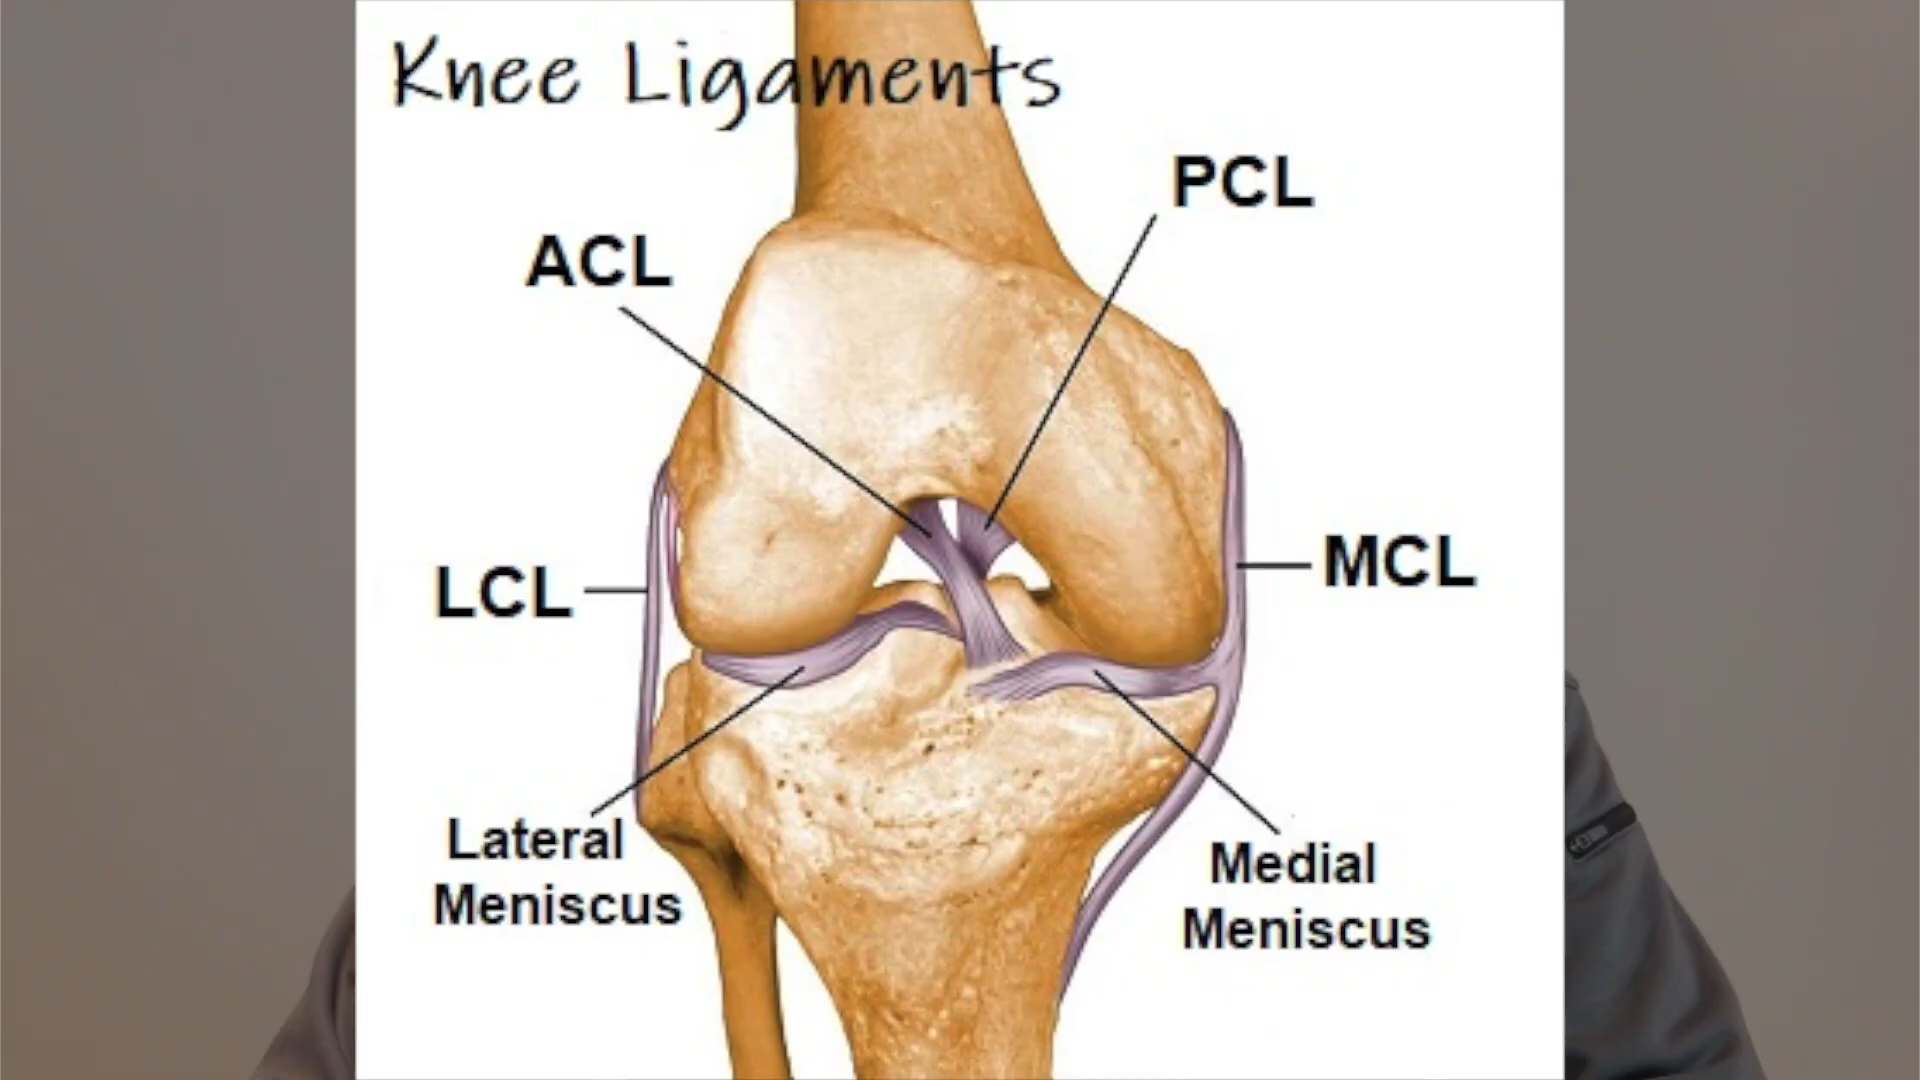 Knee Ligaments
PCL
ACL
MCL
LCL
Lateral
Meniscus
Medial
Meniscus